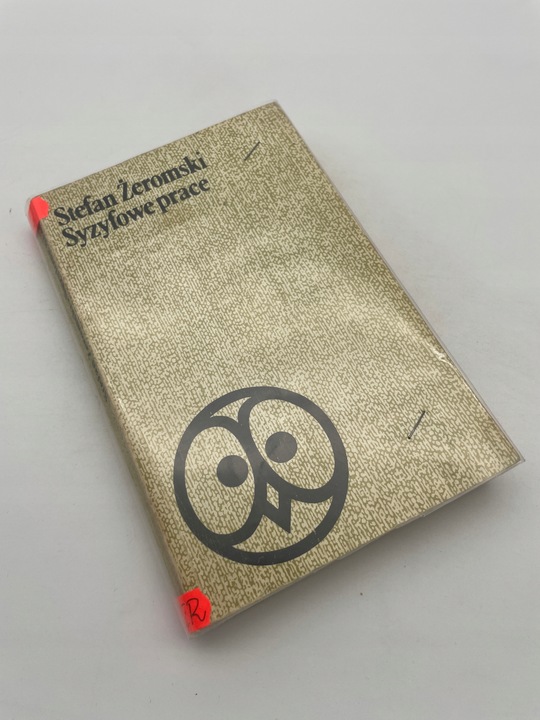 Stefan Żeromski
Syzyfowe prace
R